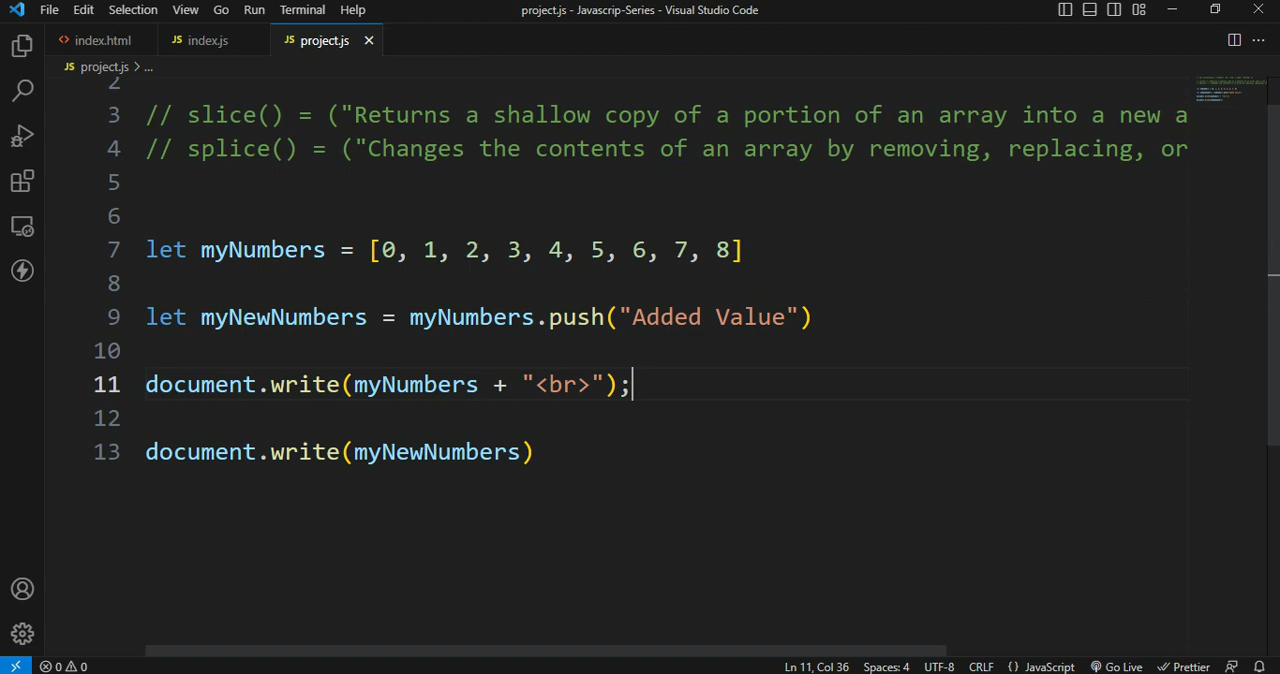 File Edit Selection View Go Run Terminal Help project.js - Javascrip-Series - Visual Studio Code
<> index.html JS index.js JS project.js
JS project.js > ...
2
3 // slice() = ("Returns a shallow copy of a portion of an array into a new a
4 // splice() = ("Changes the contents of an array by removing, replacing, or
5
6
7 let myNumbers = [0, 1, 2, 3, 4, 5, 6, 7, 8]
8
9 let myNewNumbers = myNumbers.push("Added Value")
10
11 document.write(myNumbers + "<br>");
12
13 document.write(myNewNumbers)
0 0 Ln 11, Col 36 Spaces: 4 UTF-8 CRLF {} JavaScript Go Live Prettier